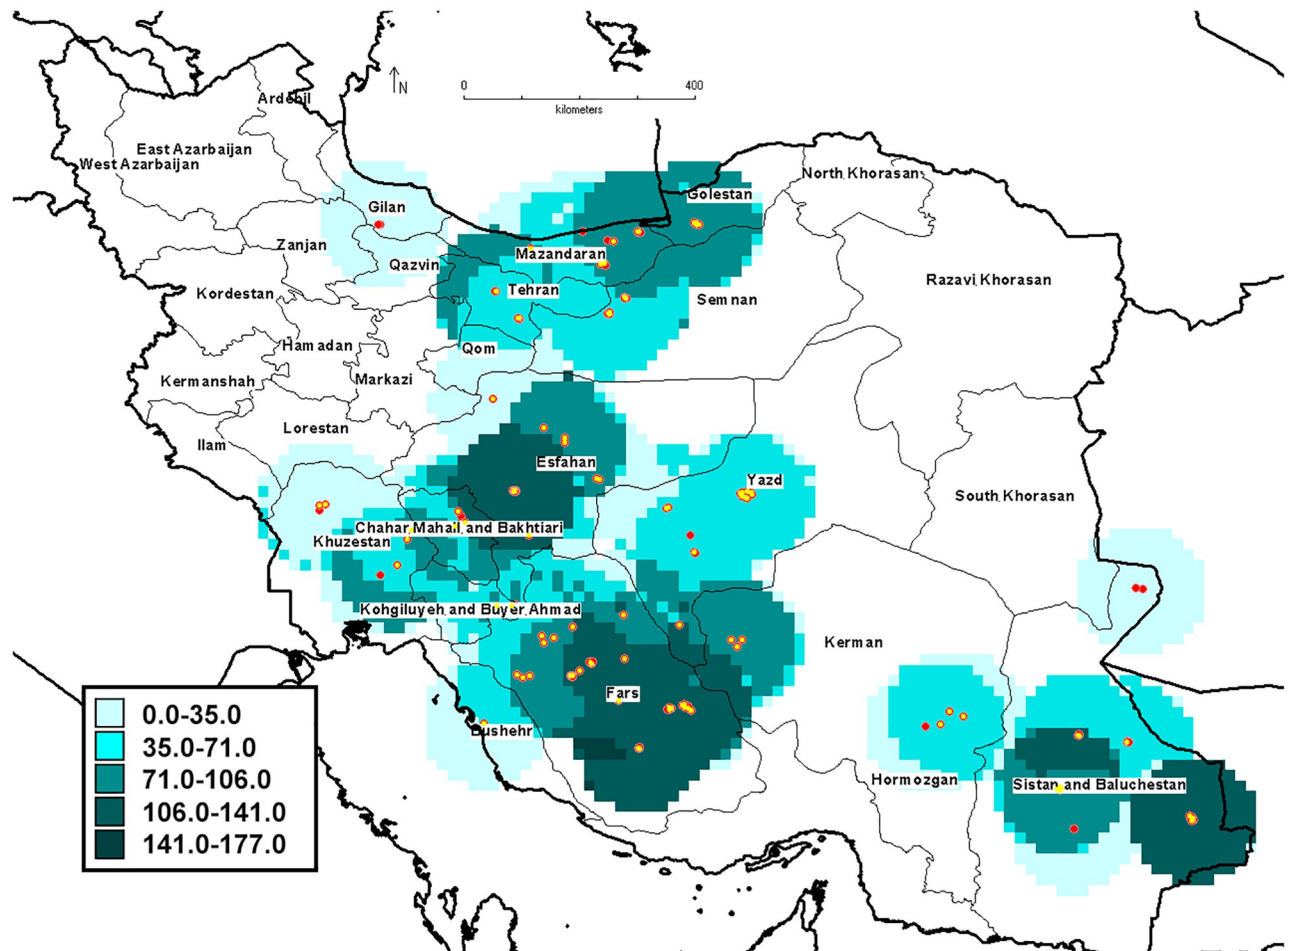 N
0 400
kilometers
Ardebil
East Azarbaijan
West Azarbaijan
North Khorasan
Golestan
Gilan
Zanjan
Mazandaran
Qazvin
Razavi Khorasan
Kordestan
Tehran
Semnan
Hamadan
Qom
Kermanshah
Markazi
Lorestan
Ilam
Esfahan
Yazd
South Khorasan
Chahar Mahail and Bakhtiari
Khuzestan
Kohgiluyeh and Buyer Ahmad
Kerman
Fars
Bushehr
Hormozgan
Sistan and Baluchestan
0.0-35.0
35.0-71.0
71.0-106.0
106.0-141.0
141.0-177.0